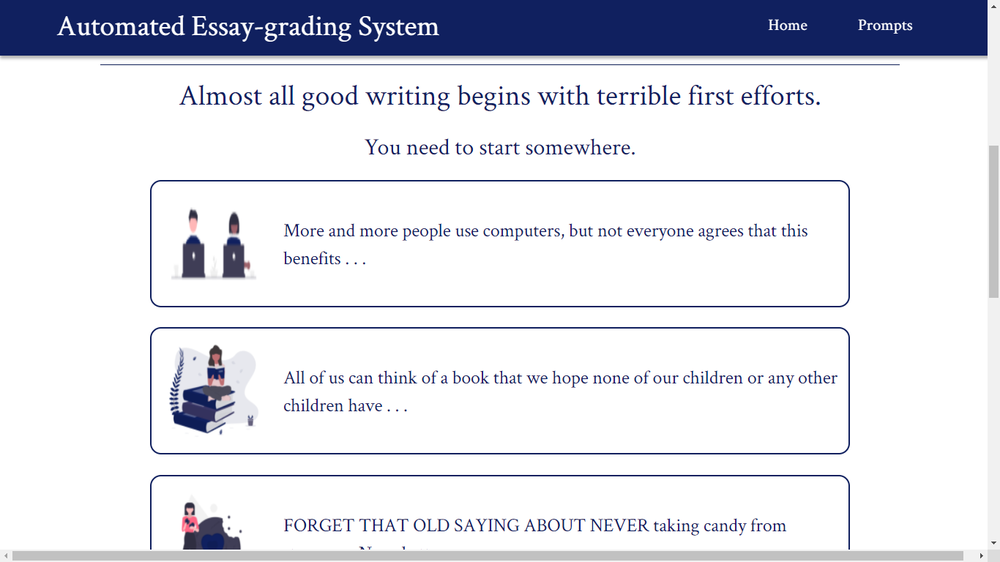 Automated Essay-grading System
Home
Prompts
Almost all good writing begins with terrible first efforts.
You need to start somewhere.
More and more people use computers, but not everyone agrees that this
benefits . . .
All of us can think of a book that we hope none of our children or any other
children have . . .
FORGET THAT OLD SAYING ABOUT NEVER taking candy from